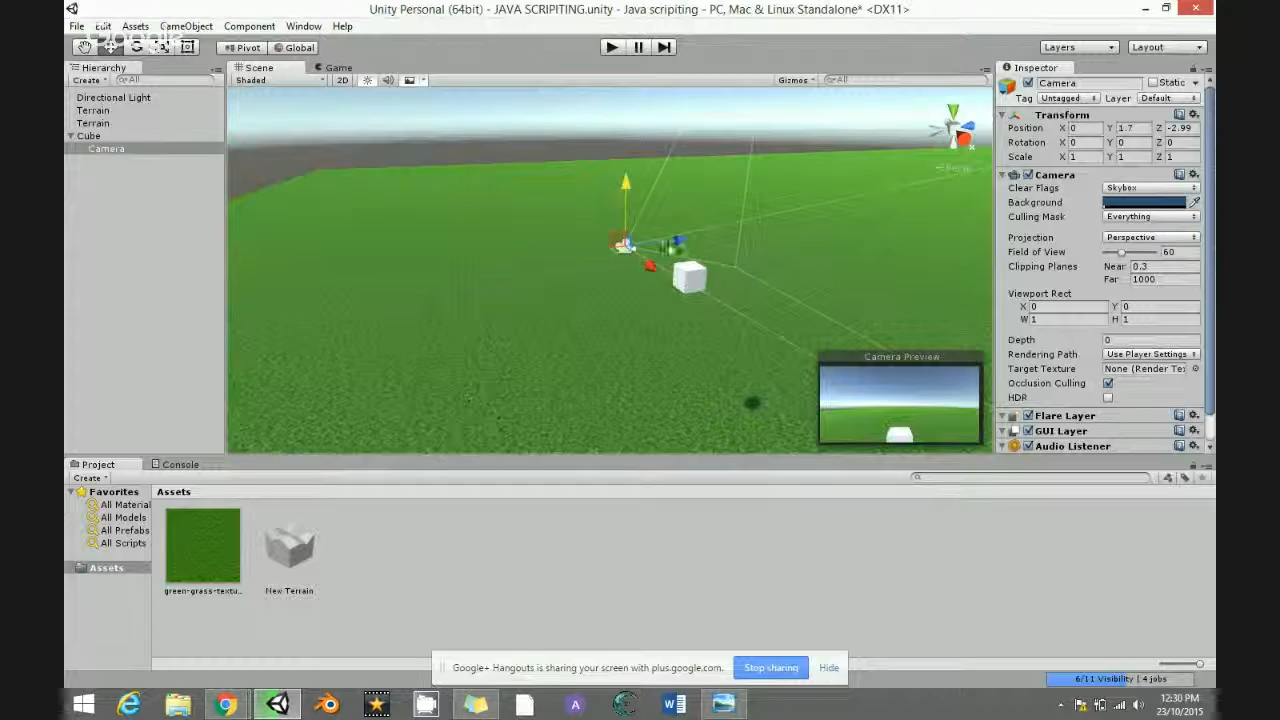 Unity Personal (64bit) - JAVA SCRIPITING.unity - Java scripiting - PC, Mac & Linux Standalone* <DX11>
File Edit Assets GameObject Component Window Help
Google+
Pivot Global Layers Layout
Hierarchy Scene Game Inspector
Create All Shaded 2D Gizmos All Camera Static
Tag Untagged Layer Default
Directional Light
Terrain
Terrain
Cube
Camera
Transform
Position X 0 Y 1.7 Z -2.99
Rotation X 0 Y 0 Z 0
Scale X 1 Y 1 Z 1
x
Persp
Camera
Clear Flags Skybox
Background
Culling Mask Everything
Projection Perspective
Field of View 60
Clipping Planes Near 0.3
Far 1000
Viewport Rect
X 0 Y 0
W 1 H 1
Depth 0
Rendering Path Use Player Settings
Target Texture None (Render Tex
Occlusion Culling
HDR
Flare Layer
GUI Layer
Audio Listener
Camera Preview
Project Console
Create
Favorites
All Material
All Models
All Prefabs
All Scripts
Assets
Assets
green-grass-textu...
New Terrain
Google+ Hangouts is sharing your screen with plus.google.com. Stop sharing Hide
6/11 Visibility | 4 jobs
12:30 PM
23/10/2015